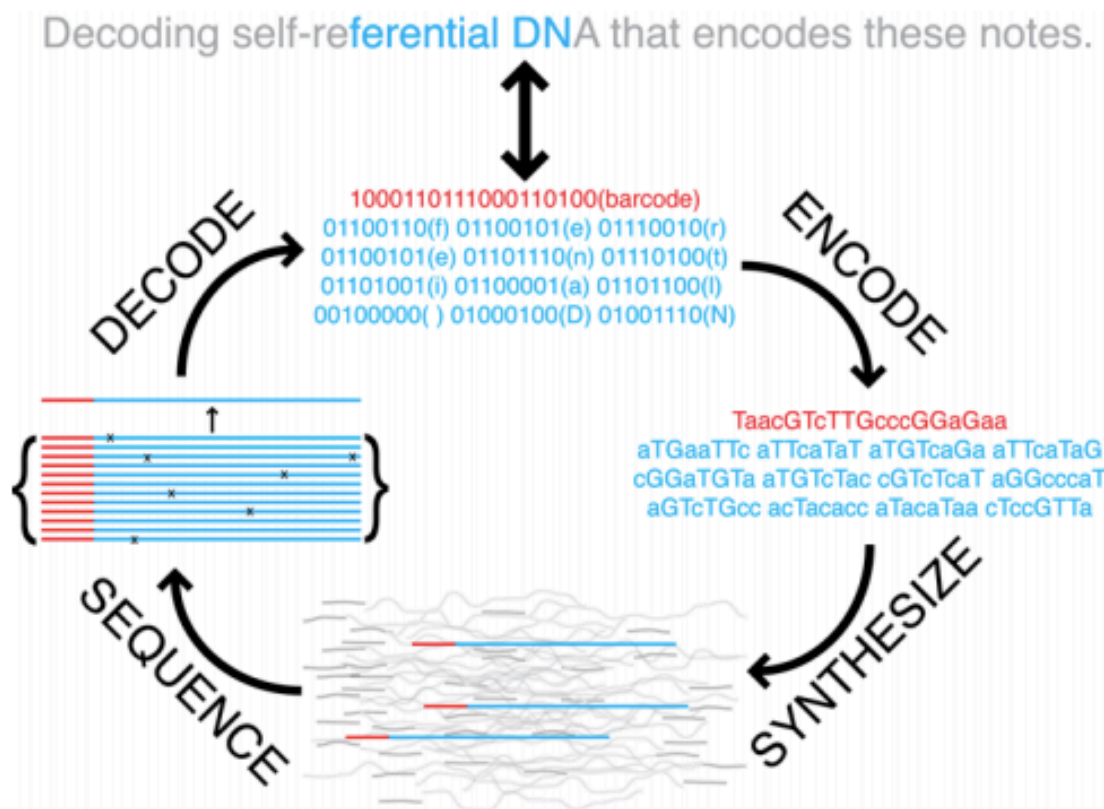 Decoding self-referential DNA that encodes these notes.
DECODE
1000110111000110100(barcode)
01100110(f) 01100101(e) 01110010(r)
01100101(e) 01101110(n) 01110100(t)
01101001(i) 01100001(a) 01101100(l)
00100000( ) 01000100(D) 01001110(N)
ENCODE
TaacGTcTTGcccGGaGaa
aTGaaTTc aTTcaTaT aTGTcaGa aTTcaTaG
cGGaTGTa aTGTcTac cGTcTcaT aGGcccaT
aGTcTGcc acTacacc aTacaTaa cTccGTTa
x
x x
x
x
x
x
SEQUENCE
SYNTHESIZE